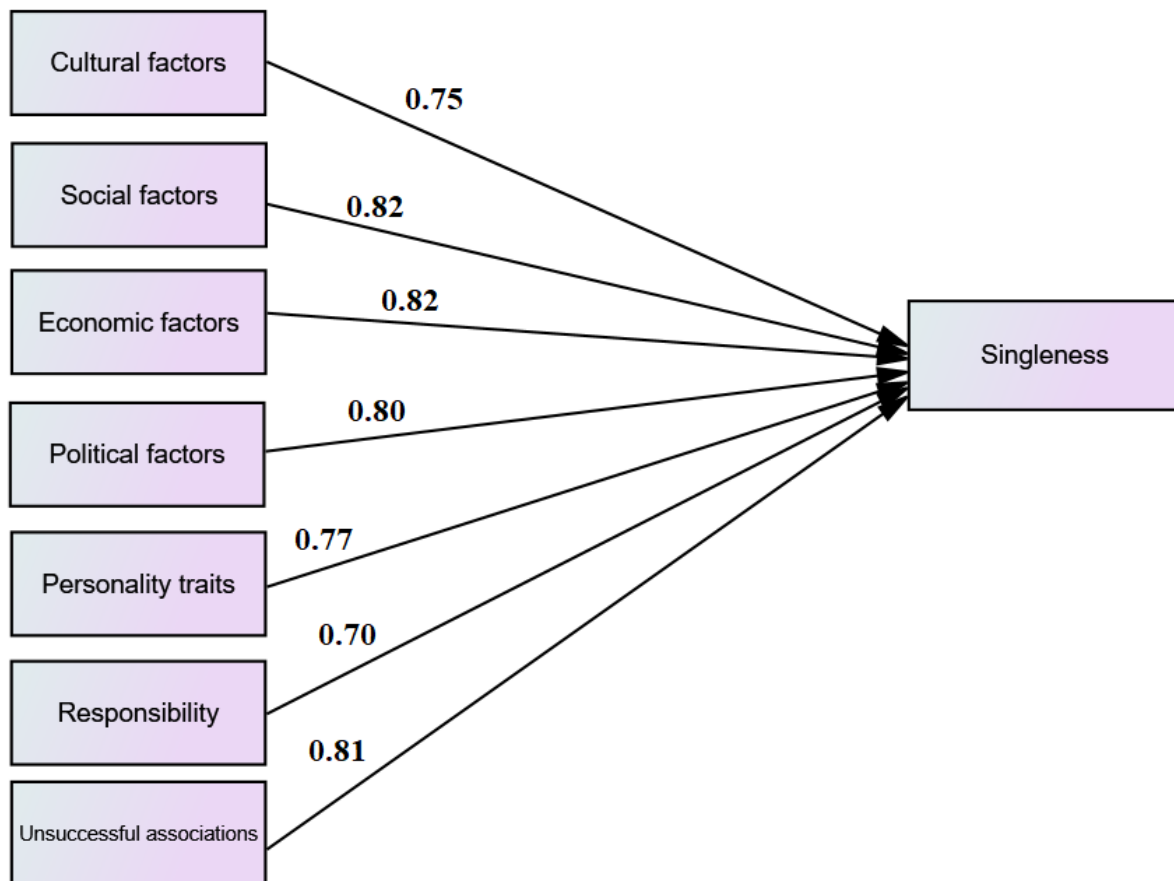 Cultural factors
0.75
Social factors
0.82
Economic factors
0.82
Singleness
Political factors
0.80
Personality traits
0.77
Responsibility
0.70
Unsuccessful associations
0.81